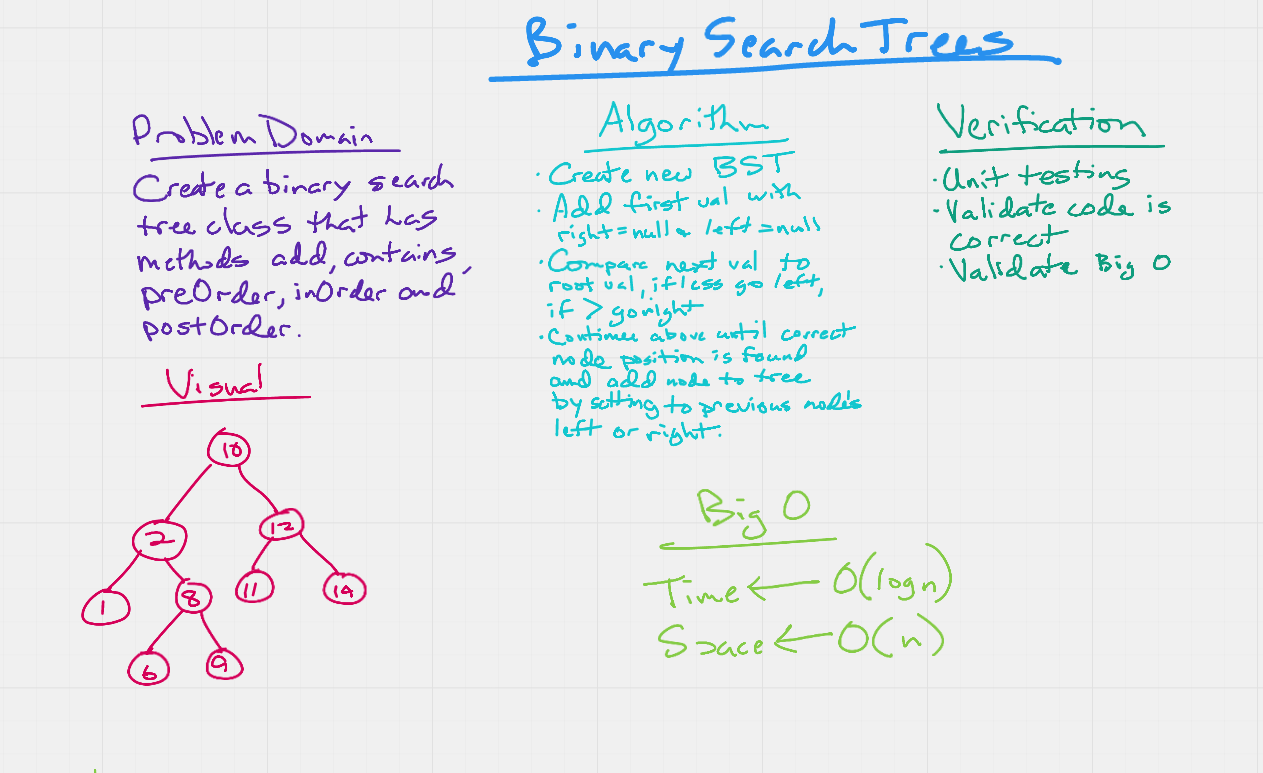 Binary Search Trees
Problem Domain
Create a binary search
tree class that has
methods add, contains,
preOrder, inOrder and
postOrder.
Visual
10
2
12
1
8
11
14
6
9
Algorithm
· Create new BST
· Add first val with
right = null & left = null
· Compare next val to
root val, if less go left,
if > go right
· Continue above until correct
node position is found
and add node to tree
by setting to previous node's
left or right.
Big O
Time ← O(log n)
Space ← O(n)
Verification
· Unit testing
· Validate code is
correct
· Validate Big O